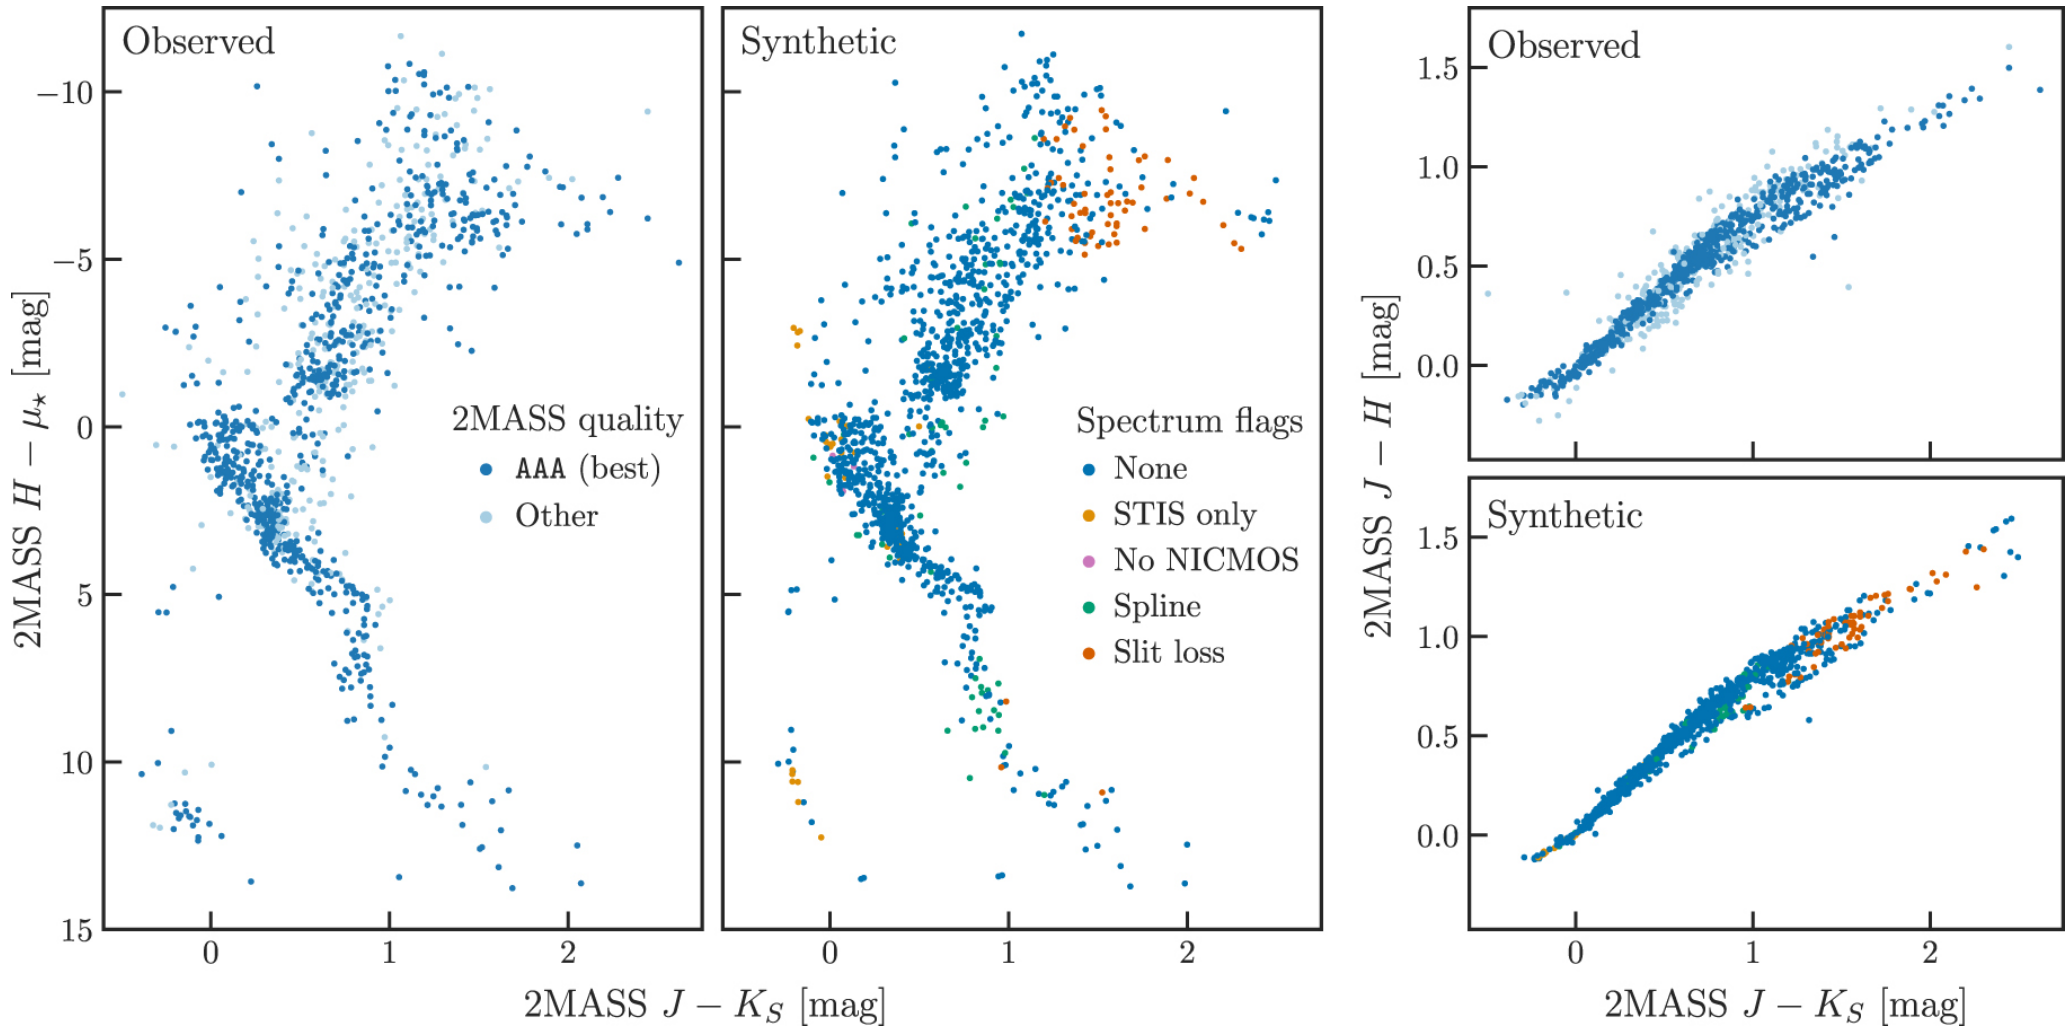 Observed
−10
−5
0
5
10
15
2MASS H − μ⋆ [mag]
2MASS quality
AAA (best)
Other
0
1
2
Synthetic
Spectrum flags
None
STIS only
No NICMOS
Spline
Slit loss
0
1
2
2MASS J − K_S [mag]
Observed
1.5
1.0
0.5
0.0
2MASS J − H [mag]
Synthetic
1.5
1.0
0.5
0.0
0
1
2
2MASS J − K_S [mag]